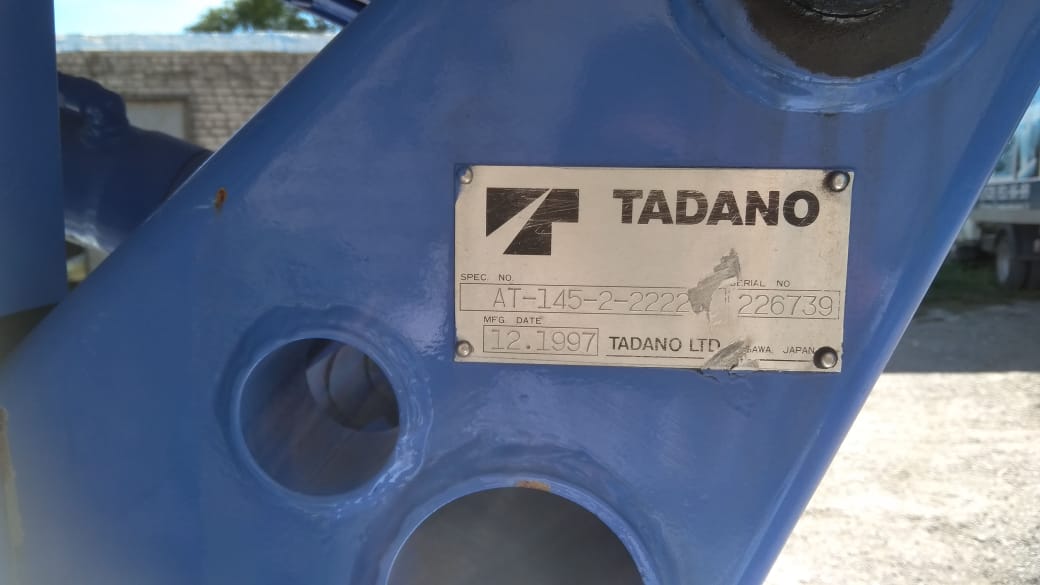 TADANO
SPEC. NO.
SERIAL NO
AT-145-2-2222
226739
MFG. DATE
12.1997
TADANO LTD.
JAPAN